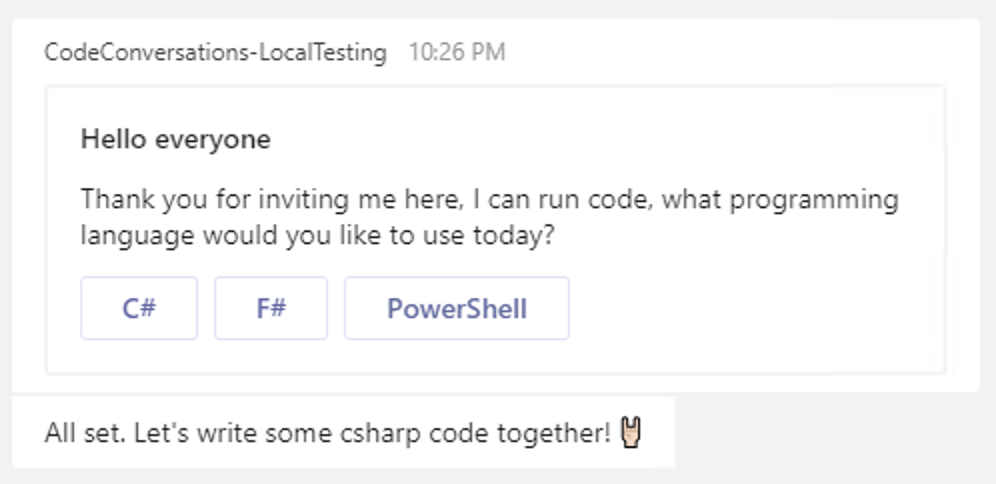 CodeConversations-LocalTesting 10:26 PM
Hello everyone
Thank you for inviting me here, I can run code, what programming
language would you like to use today?
C# F# PowerShell
All set. Let's write some csharp code together! 🤘🏻